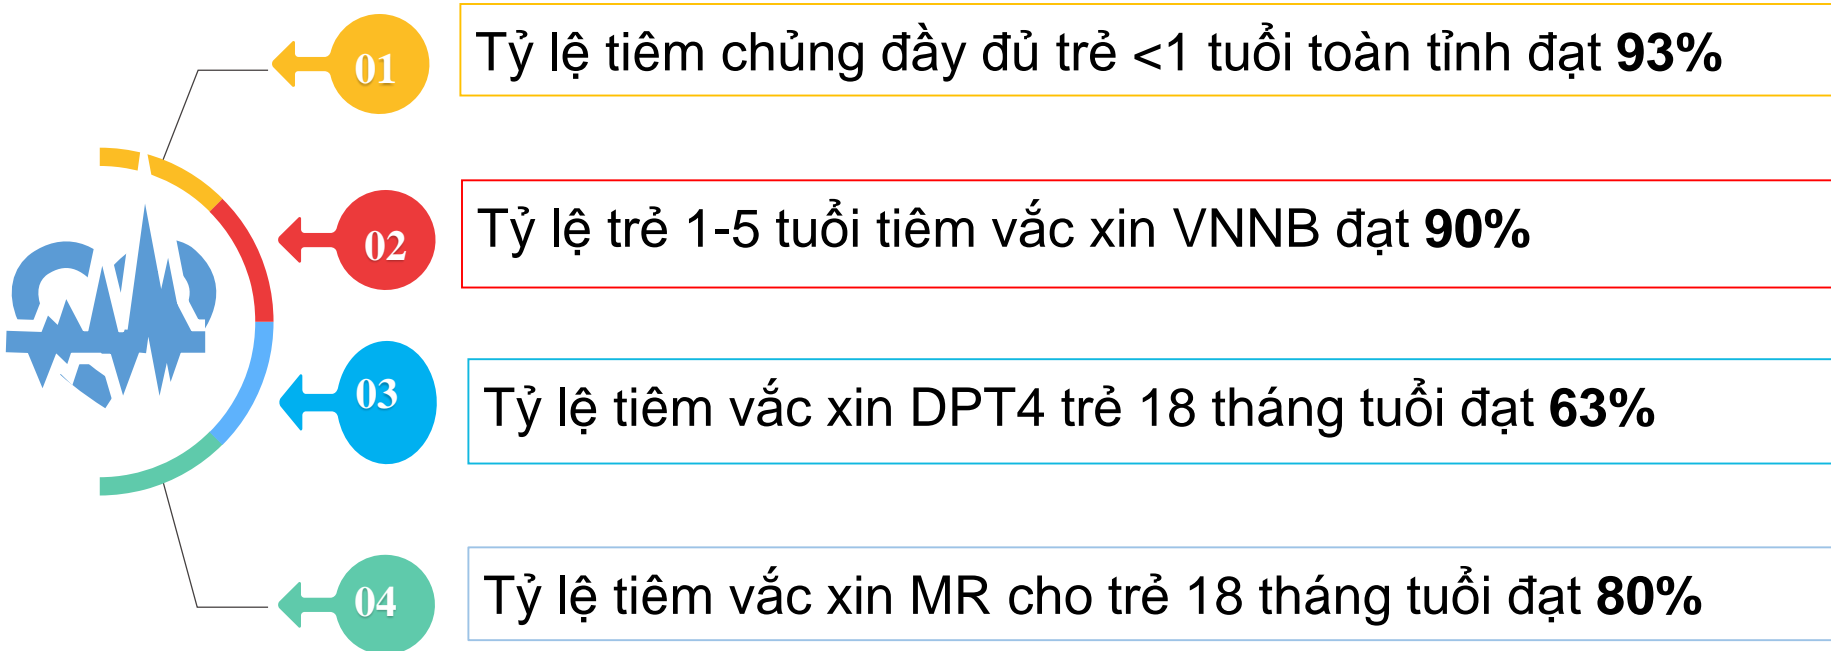 01
Tỷ lệ tiêm chủng đầy đủ trẻ <1 tuổi toàn tỉnh đạt 93%
02
Tỷ lệ trẻ 1-5 tuổi tiêm vắc xin VNNB đạt 90%
03
Tỷ lệ tiêm vắc xin DPT4 trẻ 18 tháng tuổi đạt 63%
04
Tỷ lệ tiêm vắc xin MR cho trẻ 18 tháng tuổi đạt 80%